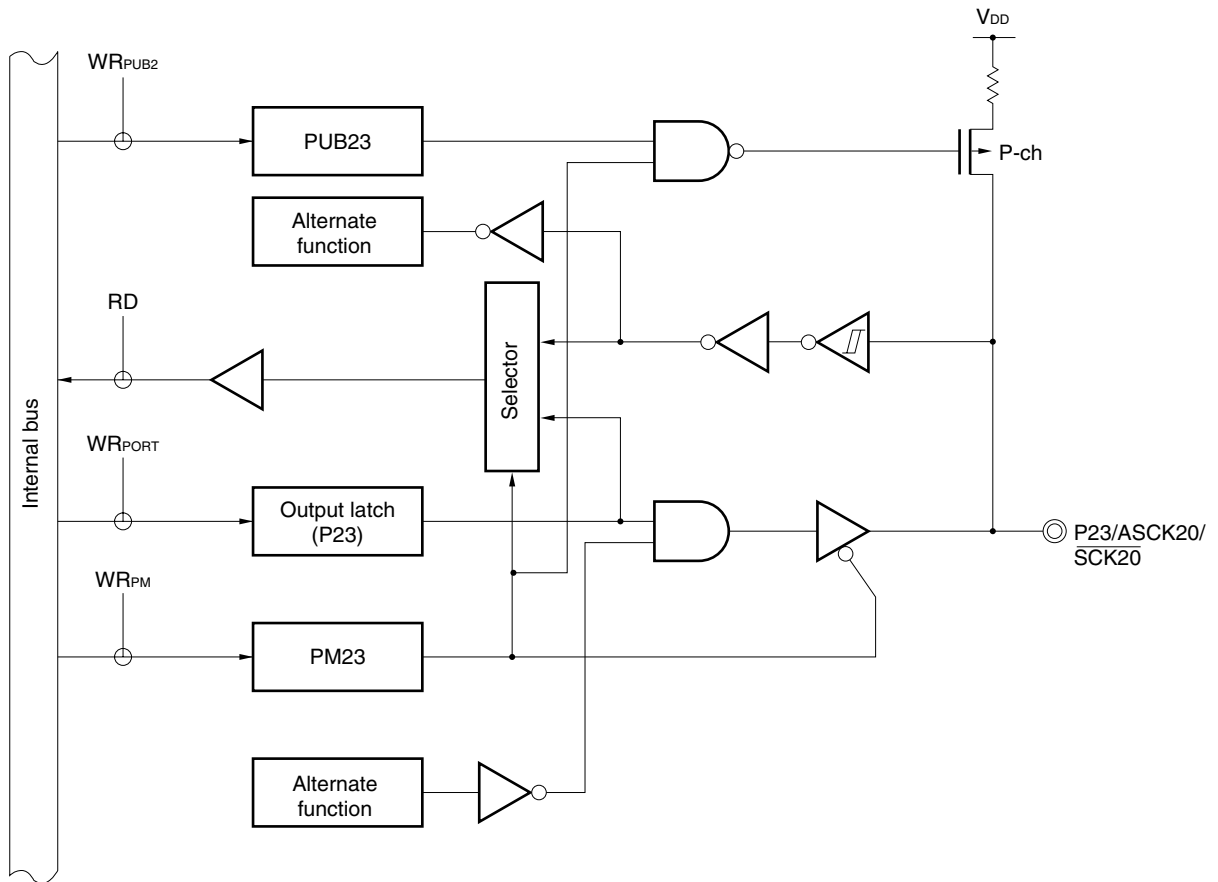 VDD
WRPUB2
PUB23
P-ch
Alternate
function
RD
Selector
Internal bus
WRPORT
Output latch
(P23)
P23/ASCK20/
SCK20
WRPM
PM23
Alternate
function